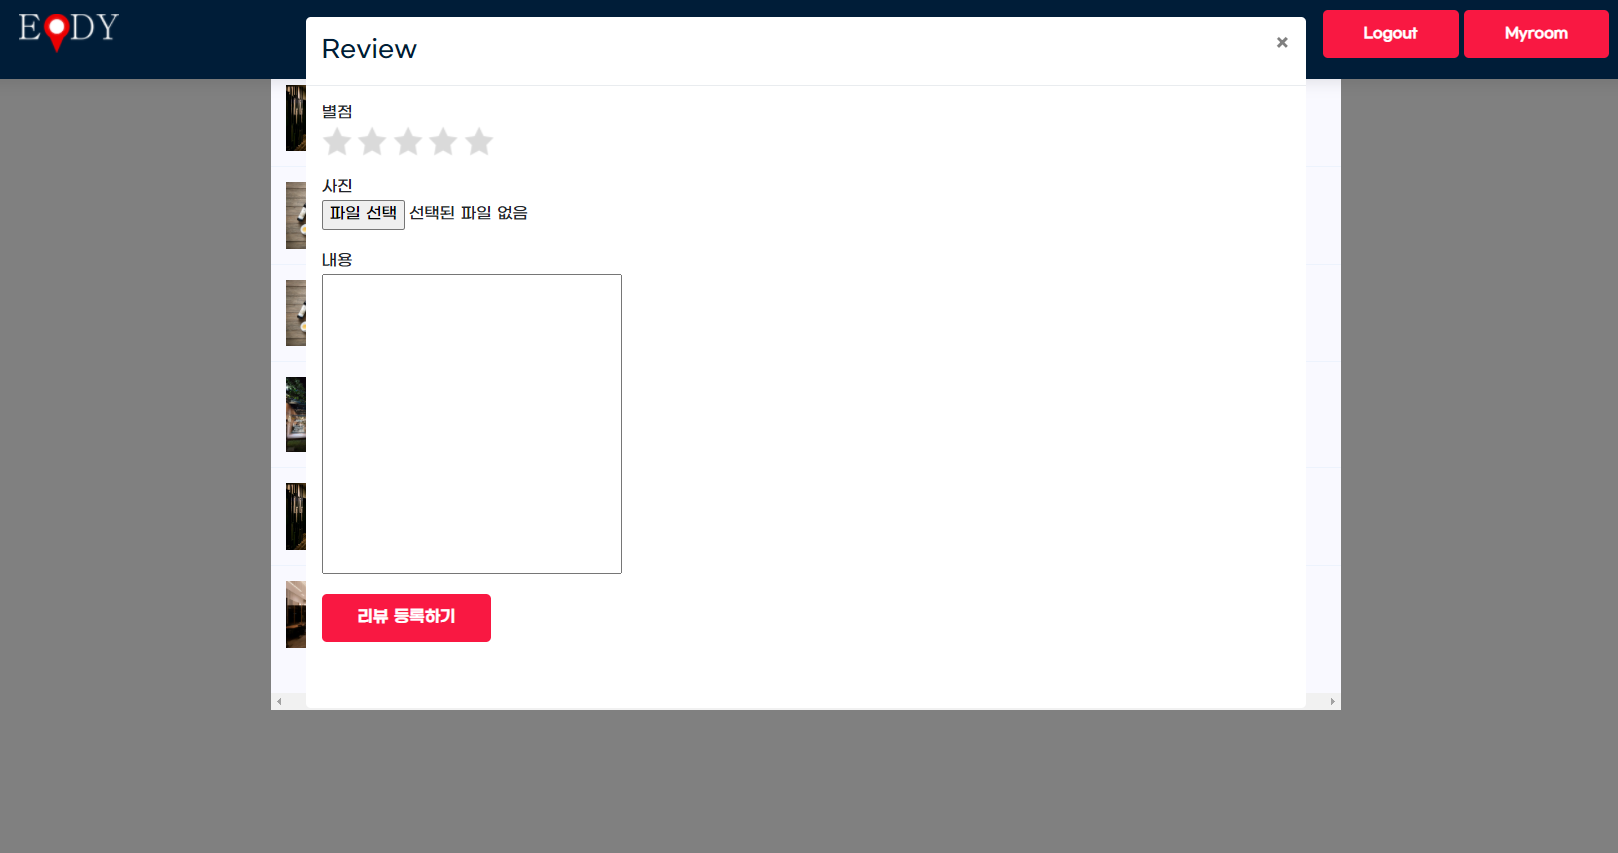 EODY
Review
×
Logout
Myroom
별점
사진
파일 선택 선택된 파일 없음
내용
리뷰 등록하기